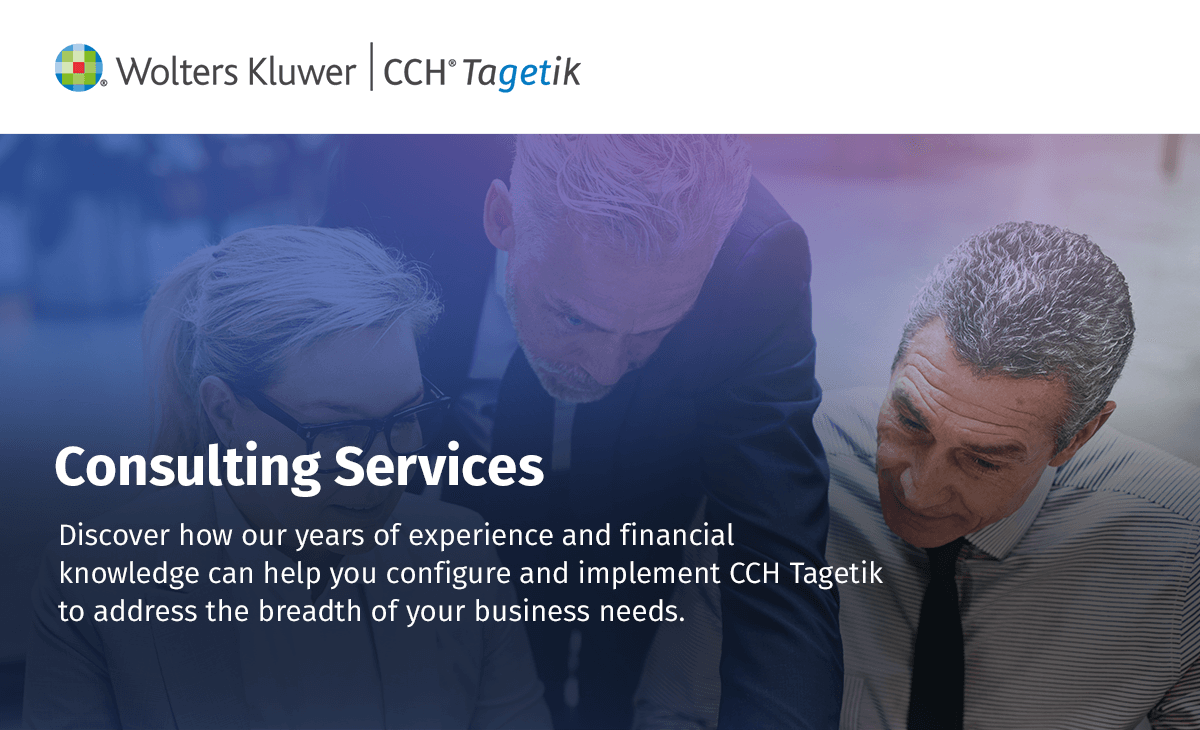 Wolters Kluwer | CCH® Tagetik
Consulting Services
Discover how our years of experience and financial
knowledge can help you configure and implement CCH Tagetik
to address the breadth of your business needs.